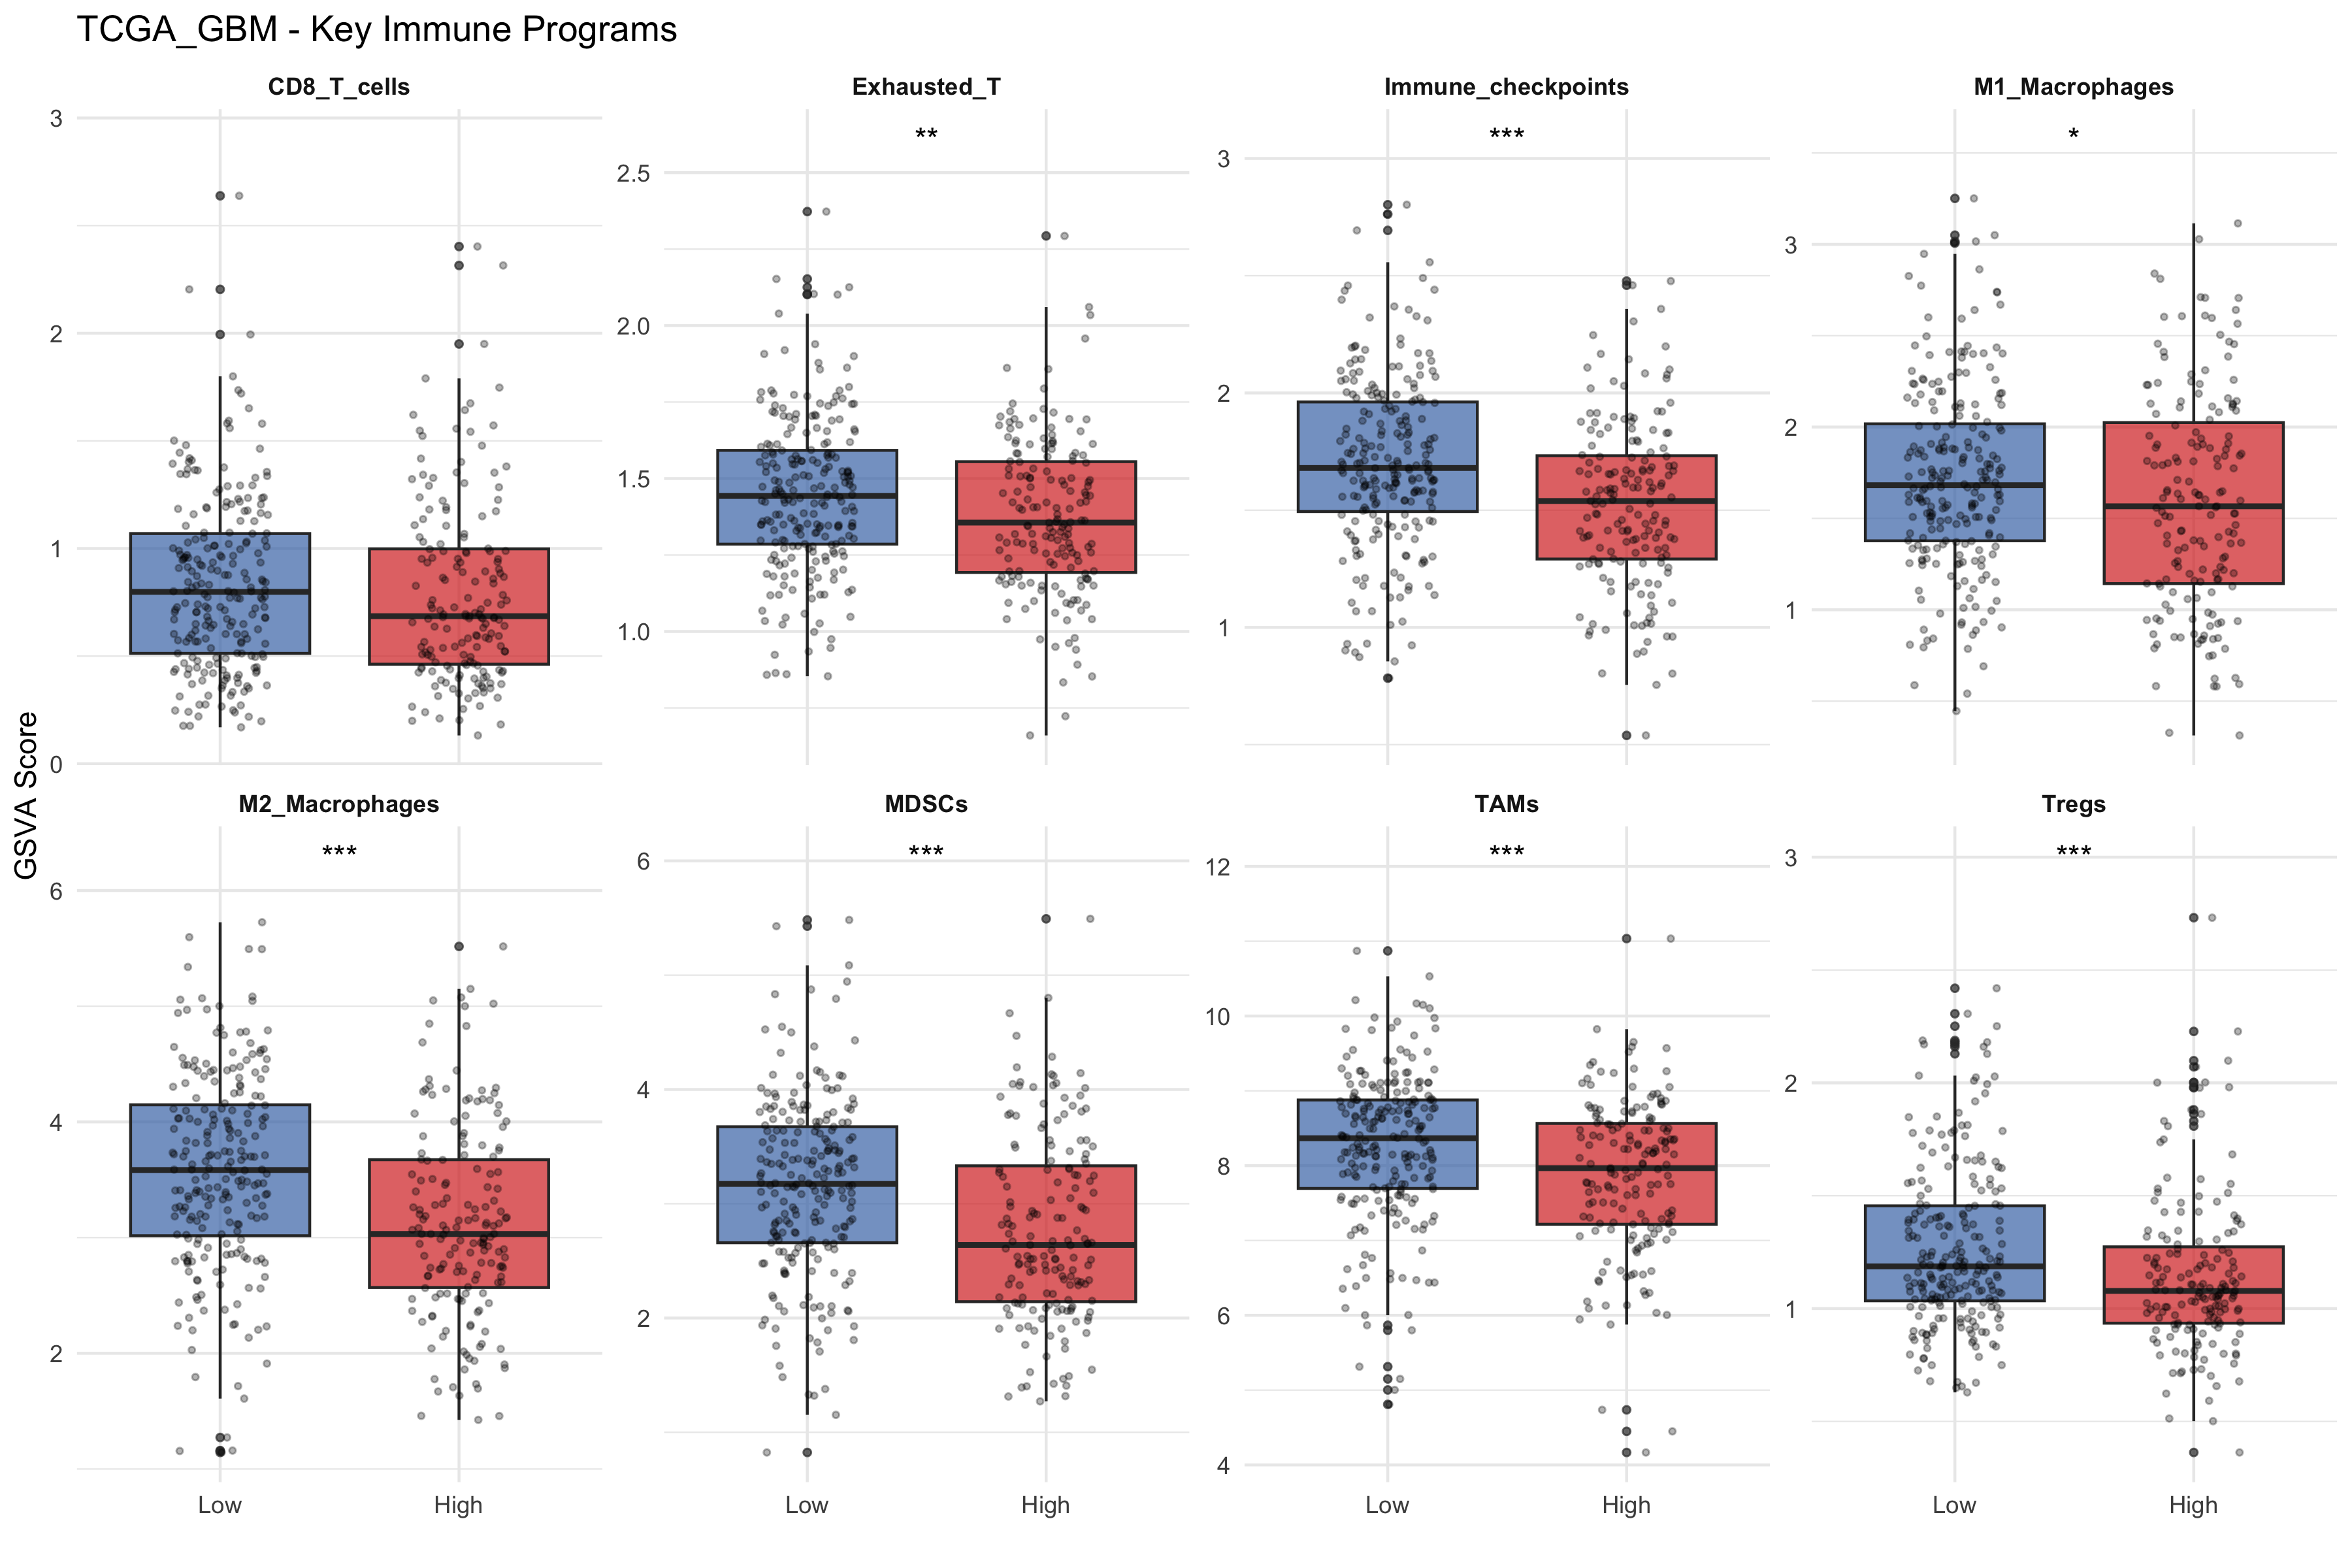 TCGA_GBM - Key Immune Programs
CD8_T_cells
Exhausted_T
Immune_checkpoints
M1_Macrophages
3
2
1
0
**
2.5
2.0
1.5
1.0
***
3
2
1
*
3
2
1
GSVA Score
M2_Macrophages
MDSCs
TAMs
Tregs
***
6
4
2
***
6
4
2
***
12
10
8
6
4
***
3
2
1
Low
High
Low
High
Low
High
Low
High